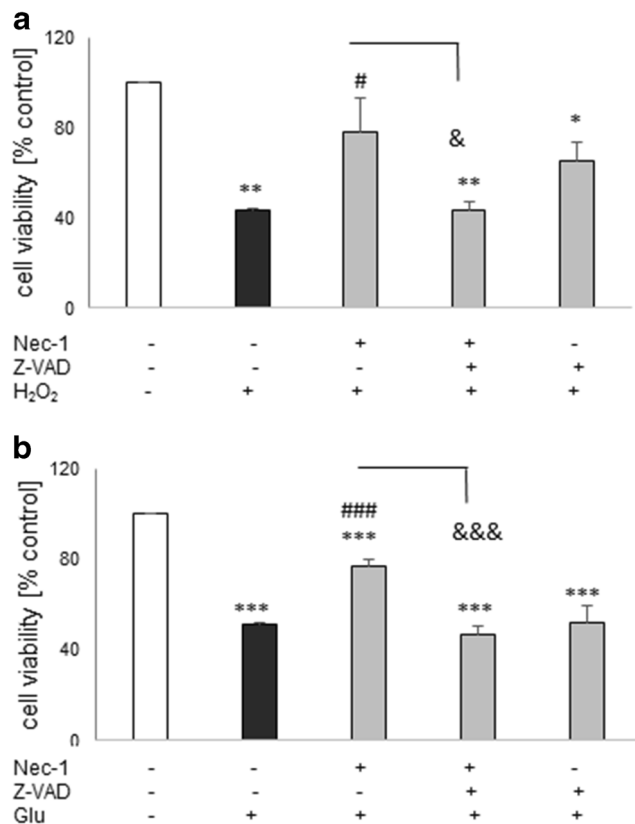 a
cell viability [% control]
120
80
40
0
#
&
*
**
**
Nec-1 - - + + -
Z-VAD - - - + +
H₂O₂ - + + + +
b
cell viability [% control]
120
80
40
0
###
***
&&&
***
***
***
Nec-1 - - + + -
Z-VAD - - - + +
Glu - + + + +